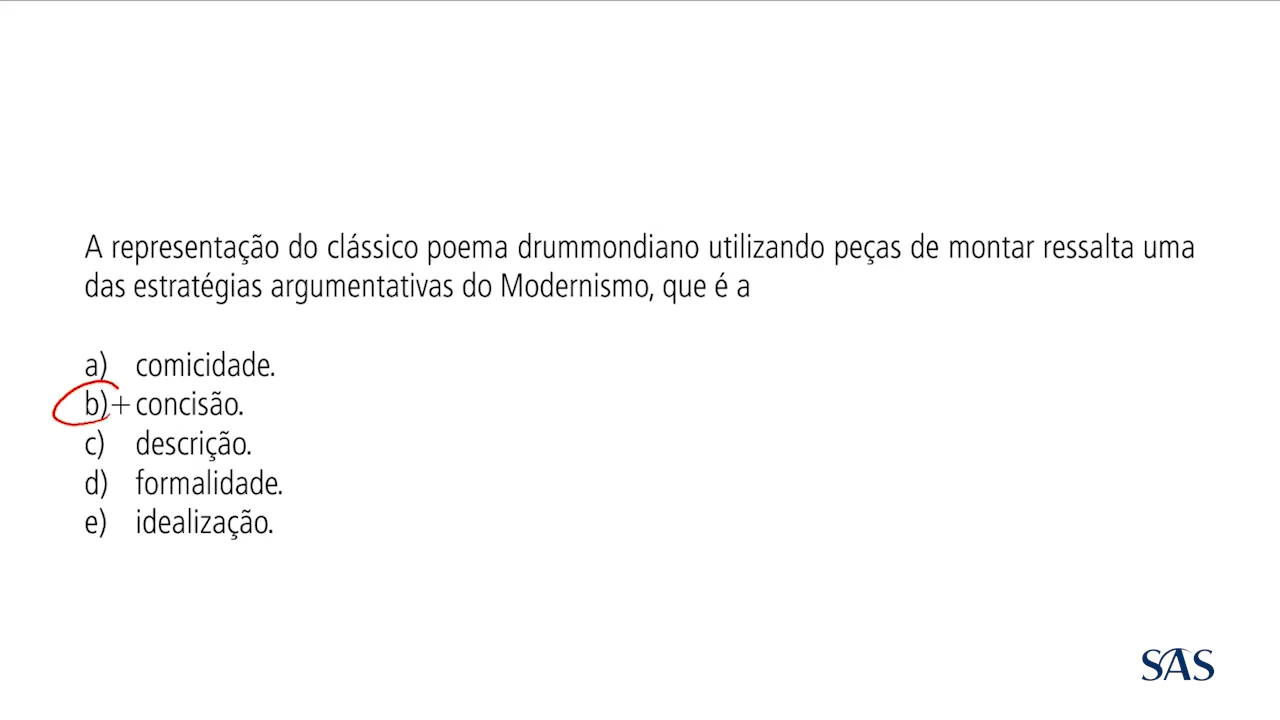 A representação do clássico poema drummondiano utilizando peças de montar ressalta uma
das estratégias argumentativas do Modernismo, que é a
a) comicidade.
b)+ concisão.
c) descrição.
d) formalidade.
e) idealização.
SAS